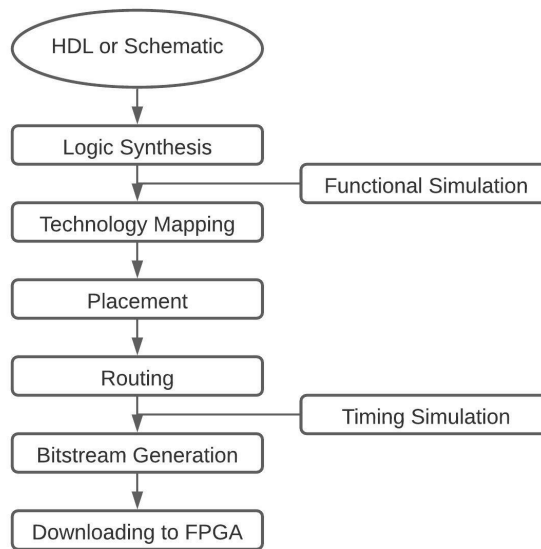 HDL or Schematic
Logic Synthesis
Functional Simulation
Technology Mapping
Placement
Routing
Timing Simulation
Bitstream Generation
Downloading to FPGA